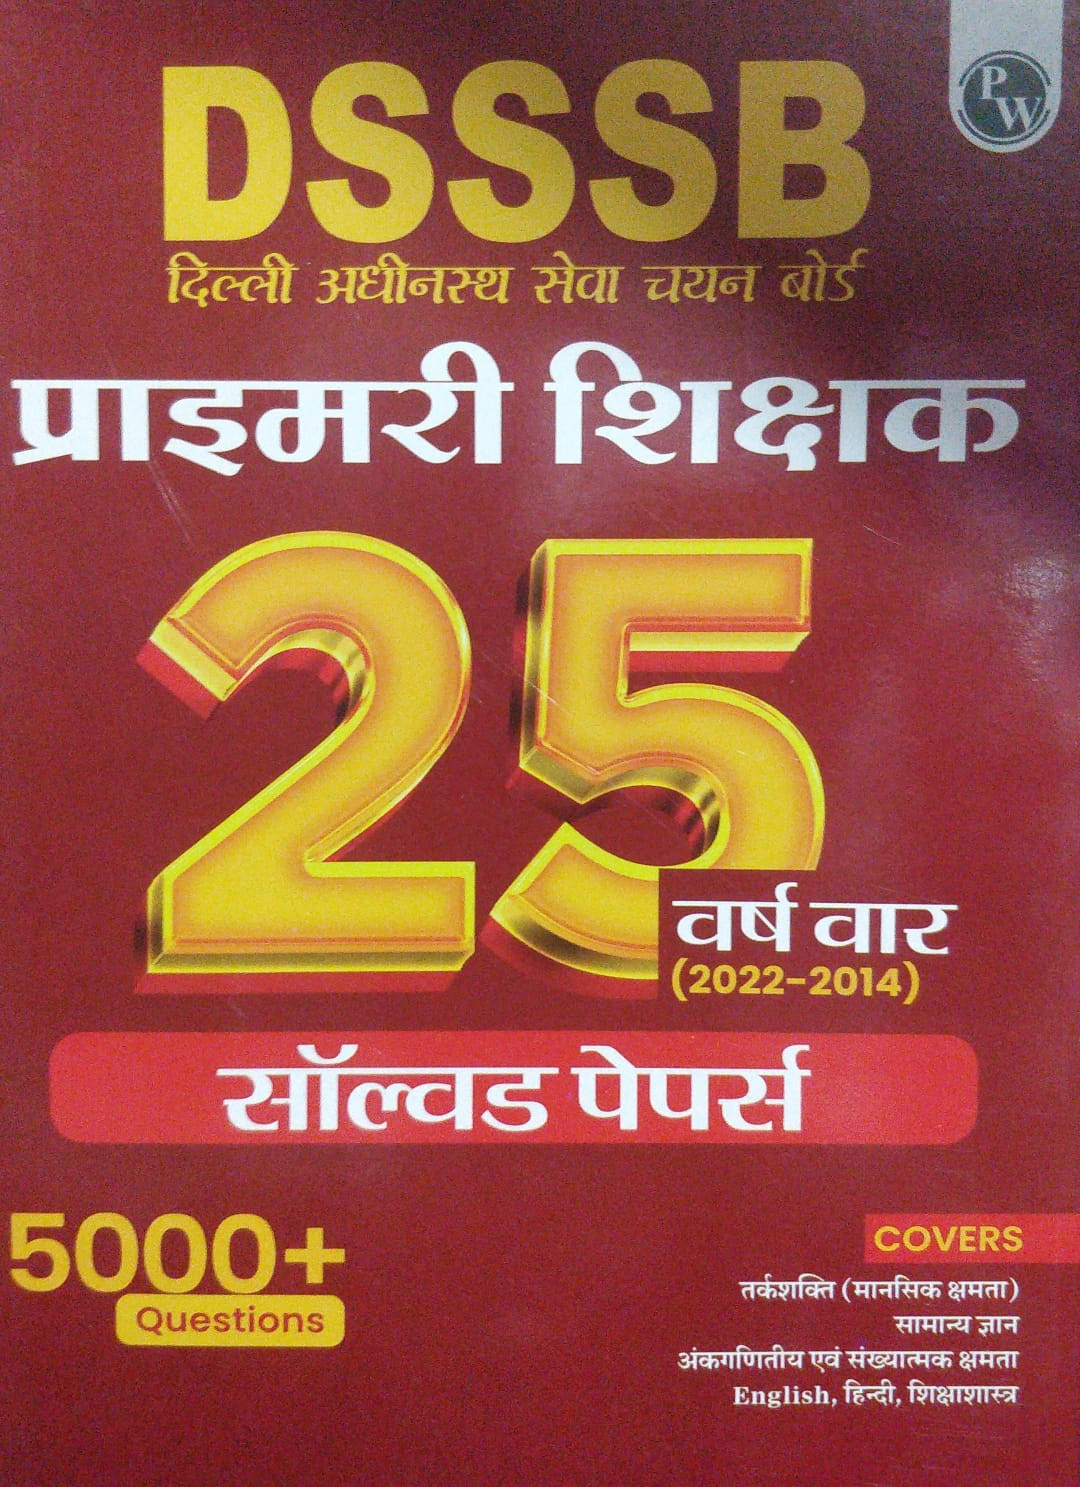 PW
DSSSB
दिल्ली अधीनस्थ सेवा चयन बोर्ड
प्राइमरी शिक्षक
25
वर्ष वार
(2022-2014)
सॉल्वड पेपर्स
5000+
Questions
COVERS
तर्कशक्ति (मानसिक क्षमता)
सामान्य ज्ञान
अंकगणितीय एवं संख्यात्मक क्षमता
English, हिन्दी, शिक्षाशास्त्र